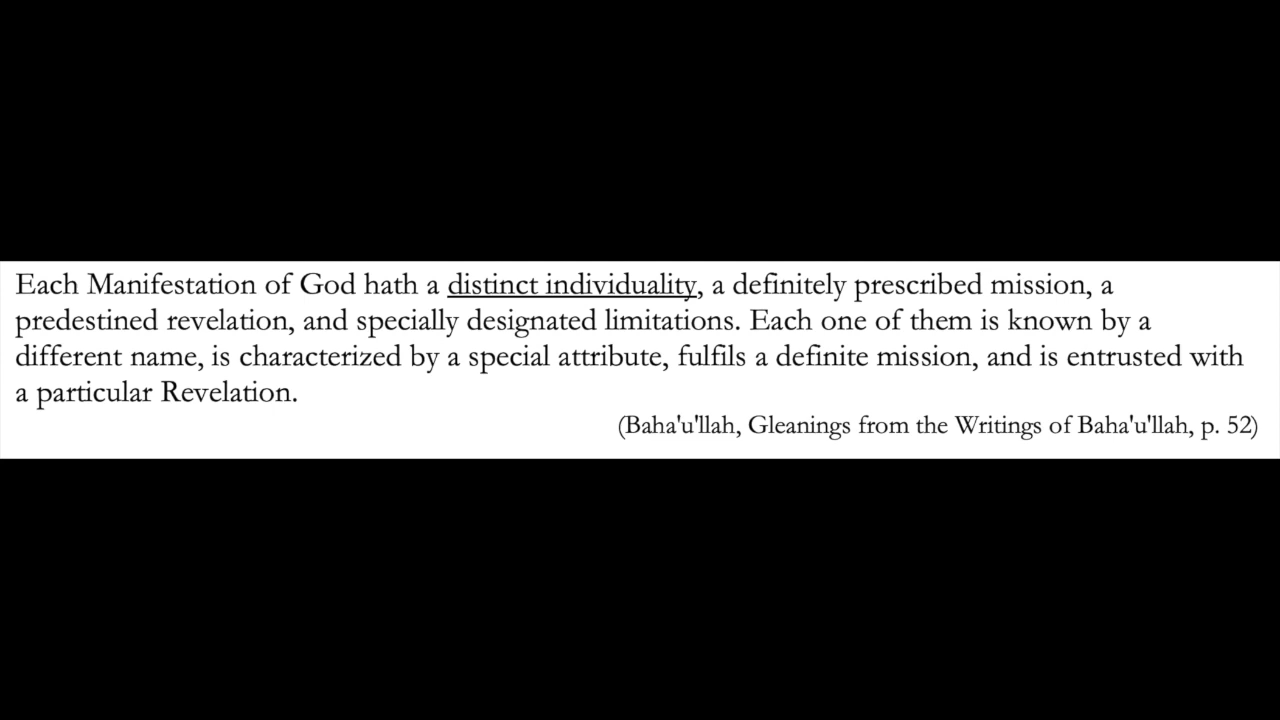 Each Manifestation of God hath a distinct individuality, a definitely prescribed mission, a
predestined revelation, and specially designated limitations. Each one of them is known by a
different name, is characterized by a special attribute, fulfils a definite mission, and is entrusted with
a particular Revelation.
(Baha'u'llah, Gleanings from the Writings of Baha'u'llah, p. 52)